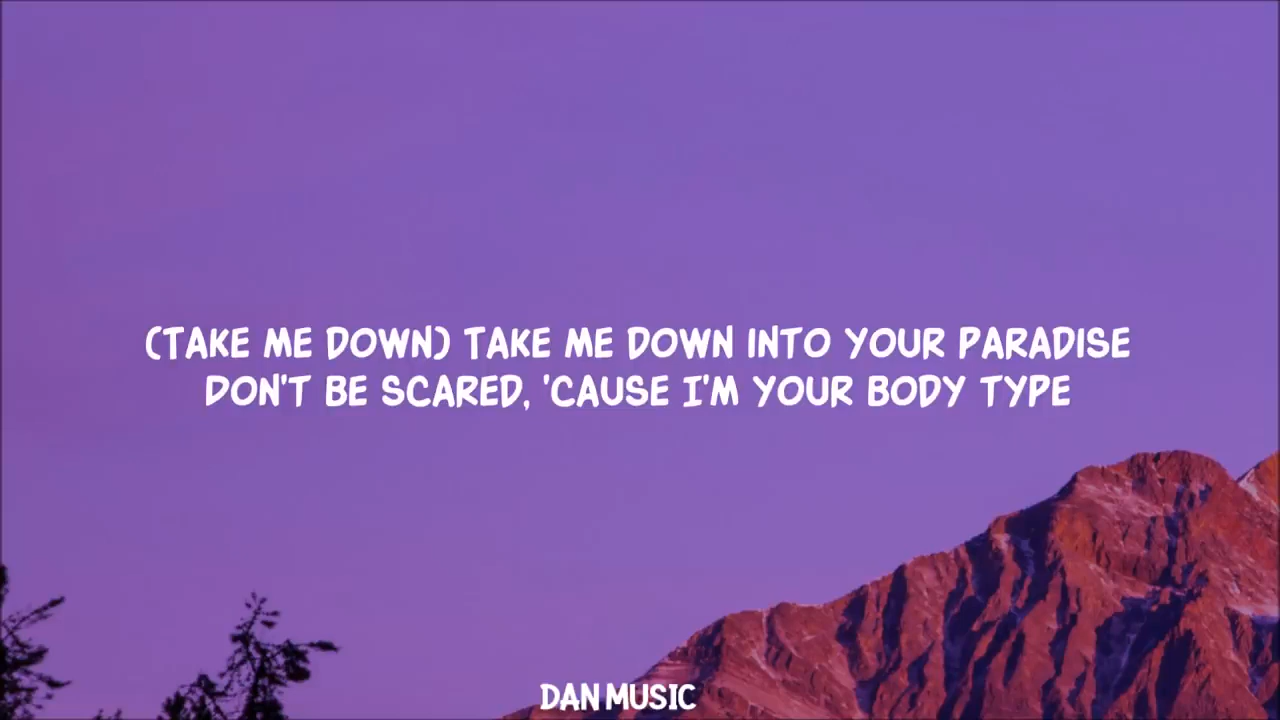 (TAKE ME DOWN) TAKE ME DOWN INTO YOUR PARADISE
DON'T BE SCARED, 'CAUSE I'M YOUR BODY TYPE
DAN MUSIC